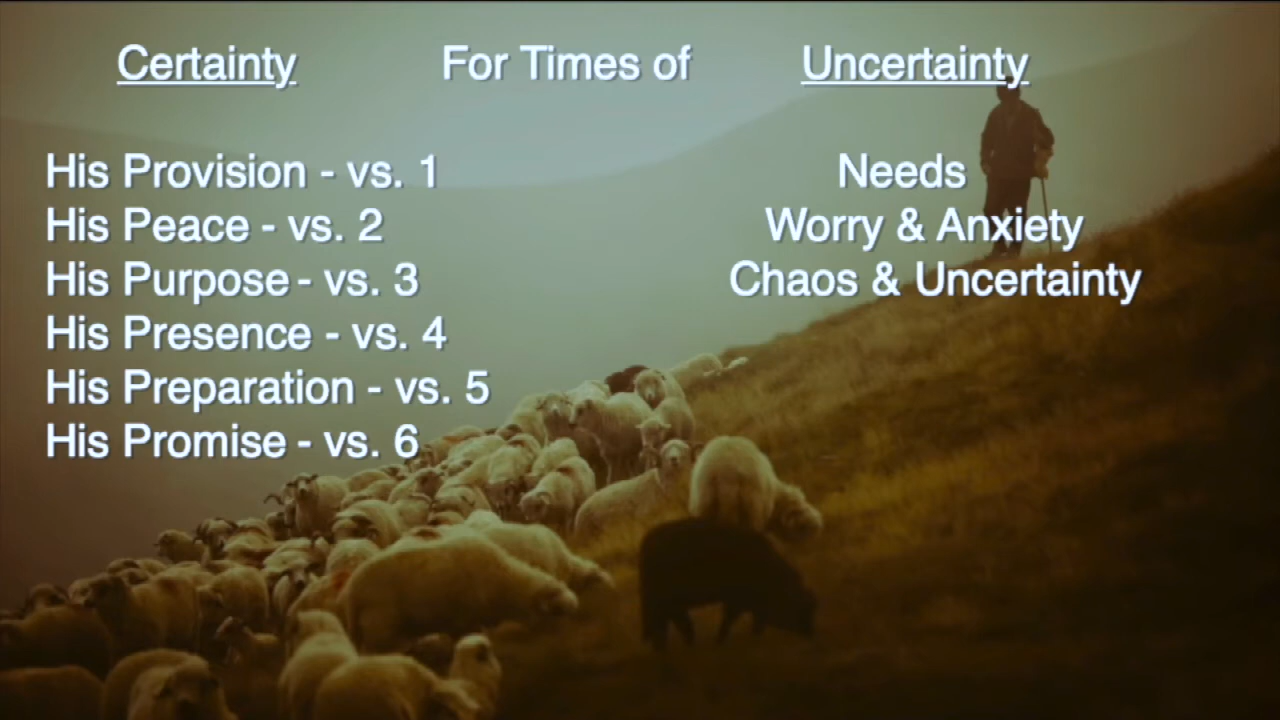 Certainty For Times of Uncertainty
His Provision - vs. 1 Needs
His Peace - vs. 2 Worry & Anxiety
His Purpose - vs. 3 Chaos & Uncertainty
His Presence - vs. 4
His Preparation - vs. 5
His Promise - vs. 6